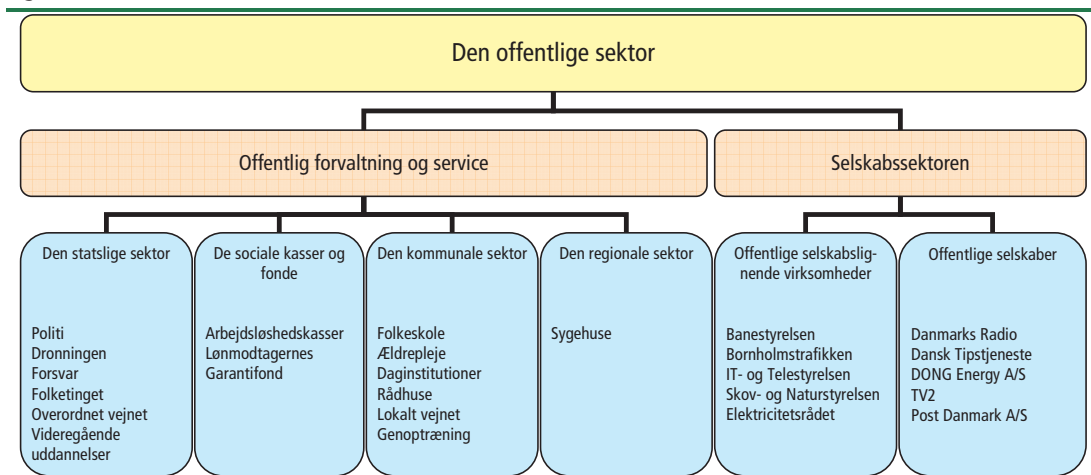 Den offentlige sektor
Offentlig forvaltning og service
Selskabssektoren
Den statslige sektor
Politi
Dronningen
Forsvar
Folketinget
Overordnet vejnet
Videregående
uddannelser
De sociale kasser og
fonde
Arbejdsløshedskasser
Lønmodtagernes
Garantifond
Den kommunale sektor
Folkeskole
Ældrepleje
Daginstitutioner
Rådhuse
Lokalt vejnet
Genoptræning
Den regionale sektor
Sygehuse
Offentlige selskabslig-
nende virksomheder
Banestyrelsen
Bornholmstrafikken
IT- og Telestyrelsen
Skov- og Naturstyrelsen
Elektricitetsrådet
Offentlige selskaber
Danmarks Radio
Dansk Tipstjeneste
DONG Energy A/S
TV2
Post Danmark A/S